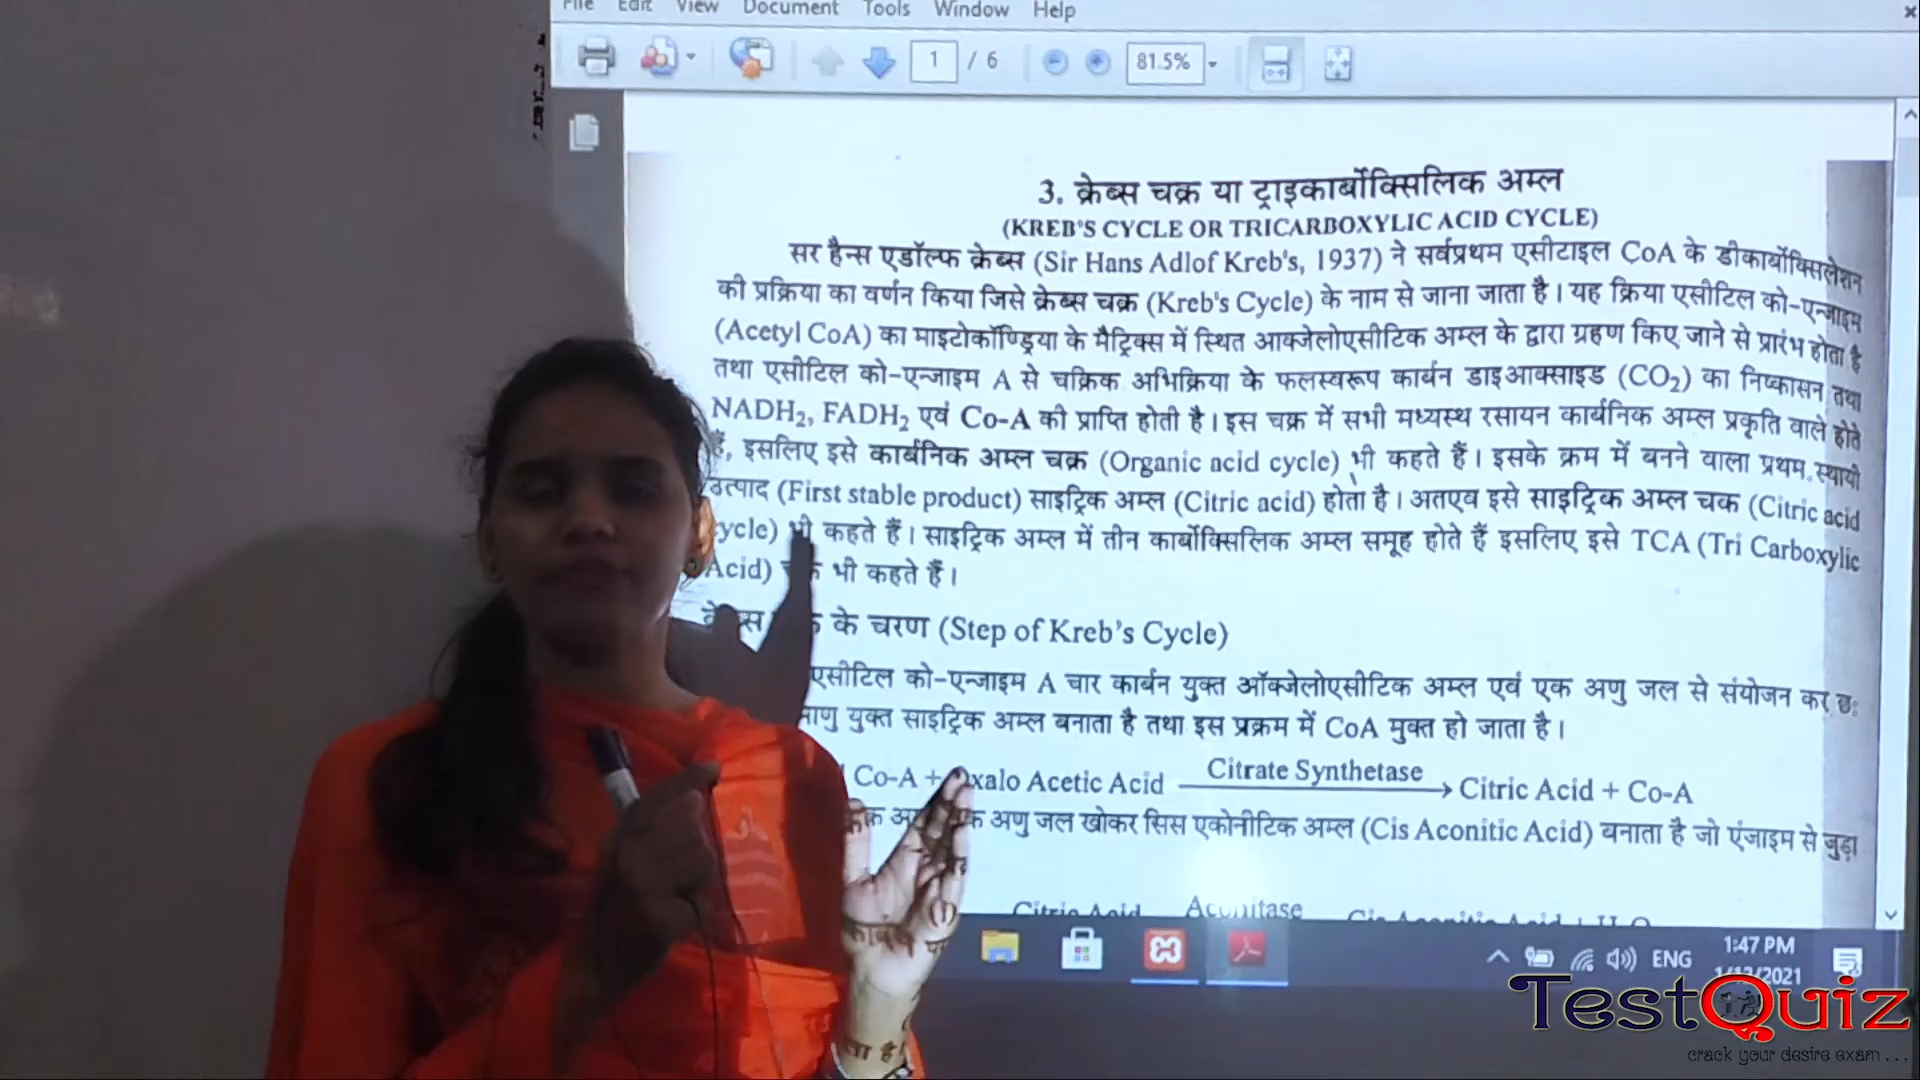 File Edit View Document Tools Window Help
1 / 6 81.5%
3. क्रेब्स चक्र या ट्राइकार्बोक्सिलिक अम्ल
(KREB'S CYCLE OR TRICARBOXYLIC ACID CYCLE)
सर हैन्स एडॉल्फ क्रेब्स (Sir Hans Adlof Kreb's, 1937) ने सर्वप्रथम एसीटाइल CoA के डीकार्बोक्सिलेशन
की प्रक्रिया का वर्णन किया जिसे क्रेब्स चक्र (Kreb's Cycle) के नाम से जाना जाता है। यह क्रिया एसीटिल को-एन्जाइम
(Acetyl CoA) का माइटोकॉण्ड्रिया के मैट्रिक्स में स्थित आक्जेलोएसीटिक अम्ल के द्वारा ग्रहण किए जाने से प्रारंभ होता है
तथा एसीटिल को-एन्जाइम A से चक्रिक अभिक्रिया के फलस्वरूप कार्बन डाइआक्साइड (CO2) का निष्कासन तथा
NADH2, FADH2 एवं Co-A की प्राप्ति होती है। इस चक्र में सभी मध्यस्थ रसायन कार्बनिक अम्ल प्रकृति वाले होते
हैं, इसलिए इसे कार्बनिक अम्ल चक्र (Organic acid cycle) भी कहते हैं। इसके क्रम में बनने वाला प्रथम स्थायी
उत्पाद (First stable product) साइट्रिक अम्ल (Citric acid) होता है। अतएव इसे साइट्रिक अम्ल चक (Citric acid
cycle) भी कहते हैं। साइट्रिक अम्ल में तीन कार्बोक्सिलिक अम्ल समूह होते हैं इसलिए इसे TCA (Tri Carboxylic
Acid) भी कहते हैं।
के चरण (Step of Kreb's Cycle)
एसीटिल को-एन्जाइम A चार कार्बन युक्त ऑक्जेलोएसीटिक अम्ल एवं एक अणु जल से संयोजन कर छः
युक्त साइट्रिक अम्ल बनाता है तथा इस प्रक्रम में CoA मुक्त हो जाता है।
Co-A + Oxalo Acetic Acid Citrate Synthetase → Citric Acid + Co-A
अणु जल खोकर सिस एकोनीटिक अम्ल (Cis Aconitic Acid) बनाता है जो एंजाइम से जुड़ा
Citric Acid Aconitase Cis Aconitic Acid + H2O
ENG 1:47 PM
TestQuiz
crack your desire exam ...